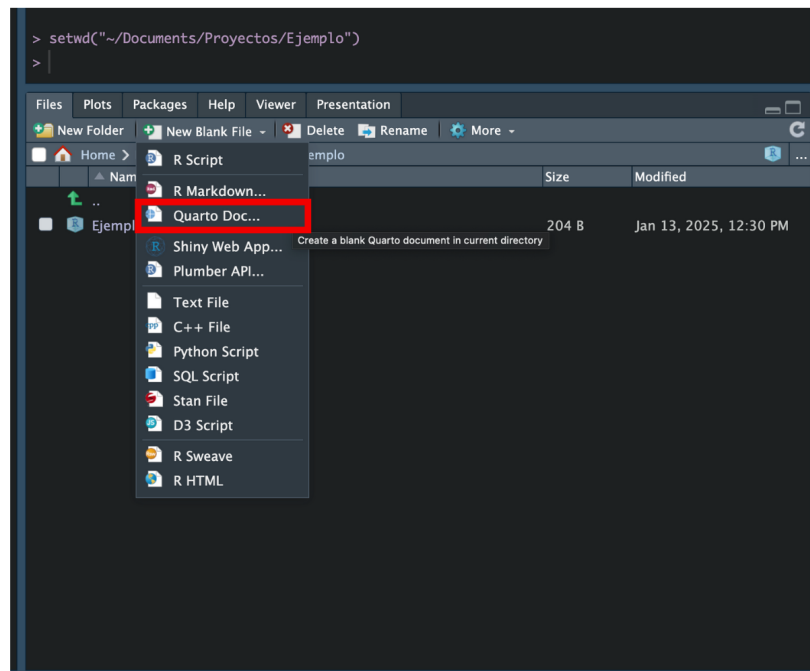 > setwd("~/Documents/Proyectos/Ejemplo")
>
Files Plots Packages Help Viewer Presentation
New Folder New Blank File Delete Rename More
Home emplo ...
Nam Size Modified
..
Ejempl 204 B Jan 13, 2025, 12:30 PM
R Script
R Markdown...
Quarto Doc...
Create a blank Quarto document in current directory
Shiny Web App...
Plumber API...
Text File
C++ File
Python Script
SQL Script
Stan File
D3 Script
R Sweave
R HTML